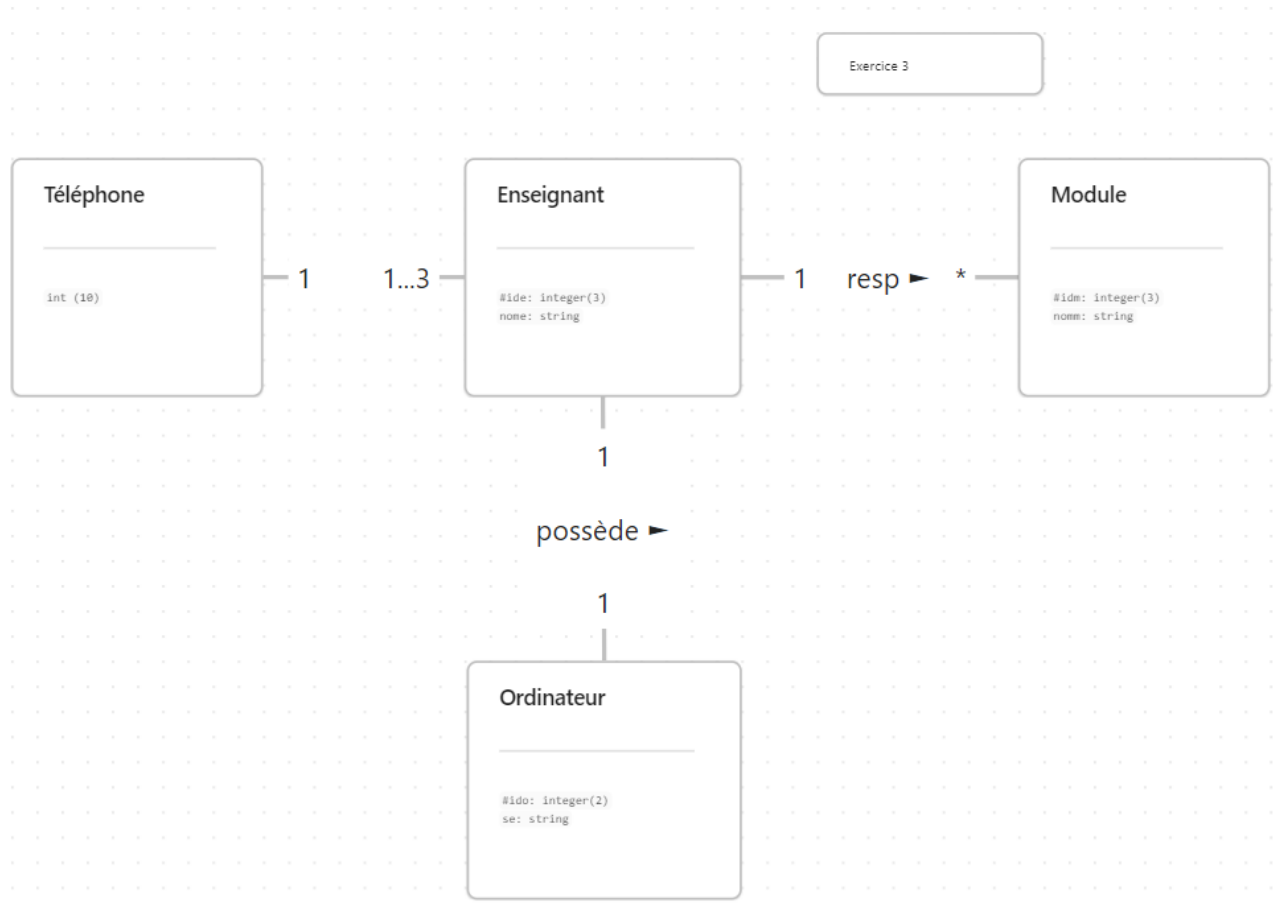 Exercice 3
Téléphone
int (10)
1
1...3
Enseignant
#ide: integer(3)
nome: string
1
resp ►
*
Module
#idm: integer(3)
nomm: string
1
possède ►
1
Ordinateur
#ido: integer(2)
se: string